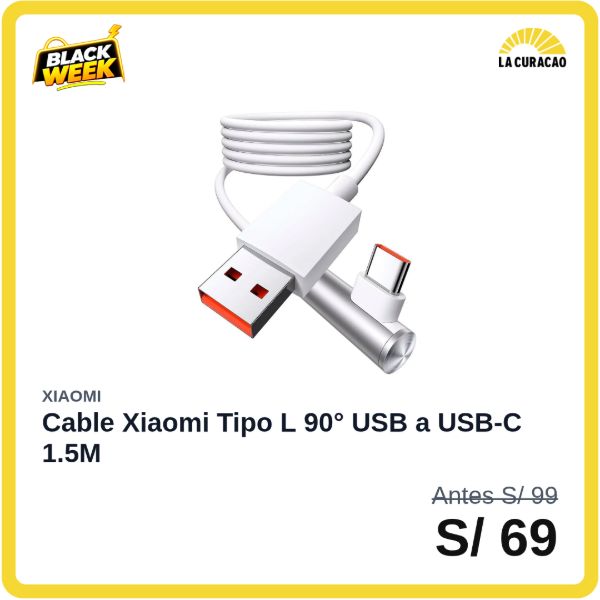 BLACK
WEEK
LA CURACAO
XIAOMI
Cable Xiaomi Tipo L 90° USB a USB-C
1.5M
Antes S/ 99
S/ 69